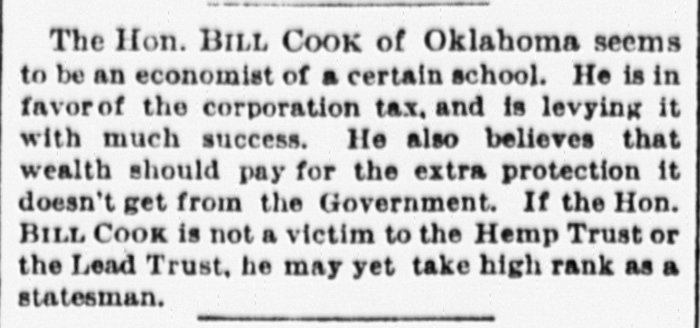 The Hon. BILL COOK of Oklahoma seems
to be an economist of a certain school. He is in
favor of the corporation tax, and is levying it
with much success. He also believes that
wealth should pay for the extra protection it
doesn't get from the Government. If the Hon.
BILL COOK is not a victim to the Hemp Trust or
the Lead Trust, he may yet take high rank as a
statesman.